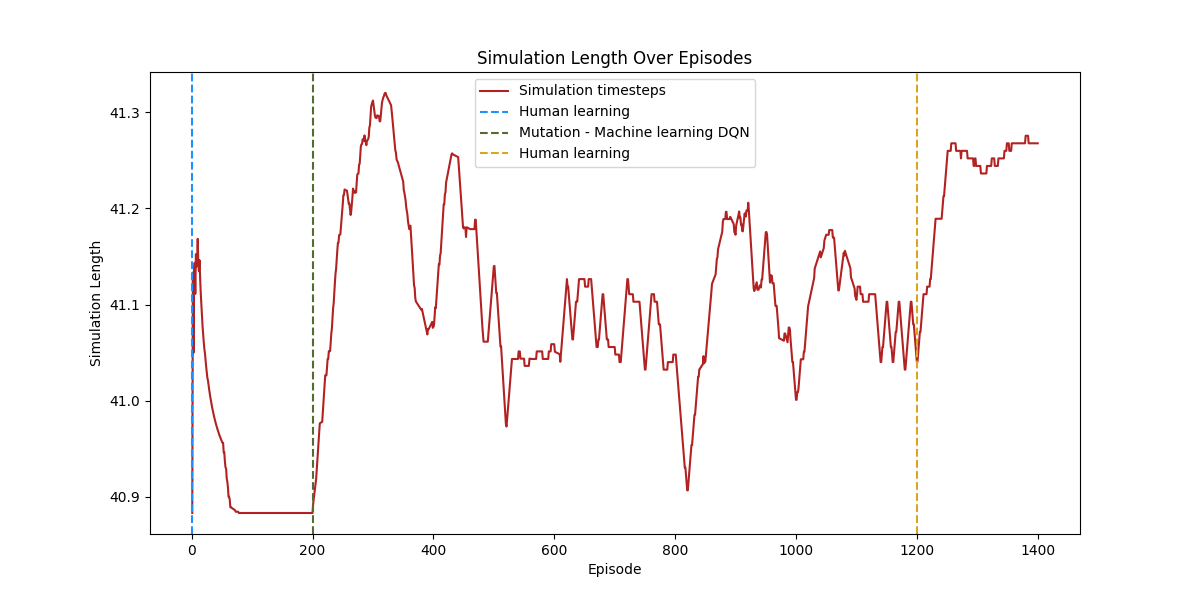 Simulation Length Over Episodes
Simulation timesteps
Human learning
Mutation - Machine learning DQN
Human learning
Simulation Length
41.3
41.2
41.1
41.0
40.9
0 200 400 600 800 1000 1200 1400
Episode